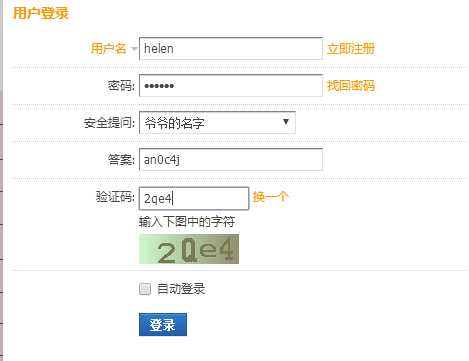 用户登录
用户名 helen 立即注册
密码: •••••• 找回密码
安全提问: 爷爷的名字
答案: an0c4j
验证码: 2qe4 换一个
输入下图中的字符
2Qe4
自动登录
登录